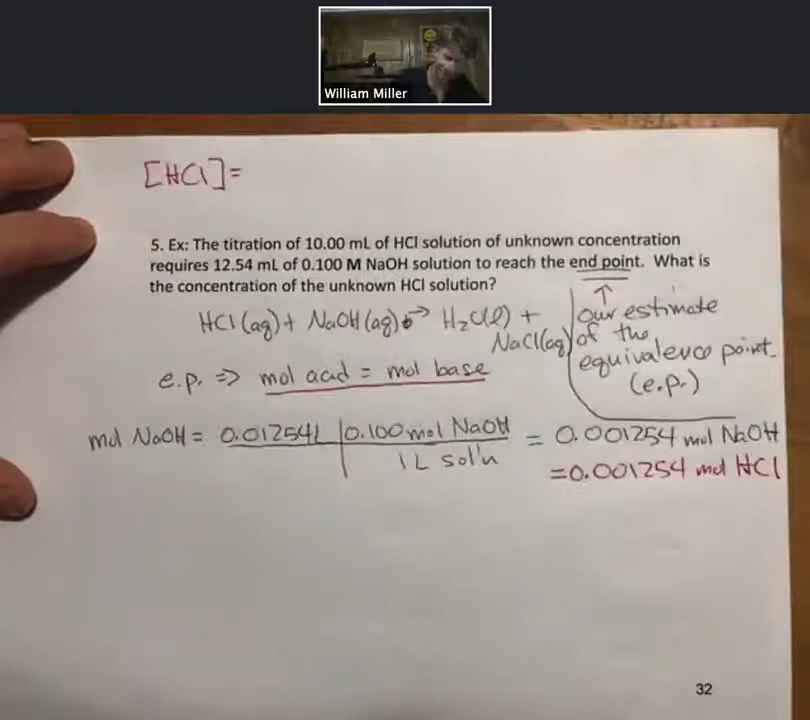 William Miller
[HCl]=
5. Ex: The titration of 10.00 mL of HCl solution of unknown concentration
requires 12.54 mL of 0.100 M NaOH solution to reach the end point. What is
the concentration of the unknown HCl solution?
HCl (aq) + NaOH (aq) → H₂O(l) +
NaCl(aq)
↑
our estimate
of the
equivalence point.
(e.p.)
e.p. ⇒ mol acid = mol base
mol NaOH = 0.01254 L | 0.100 mol NaOH = 0.001254 mol NaOH
1 L sol'n
=0.001254 mol HCl
32